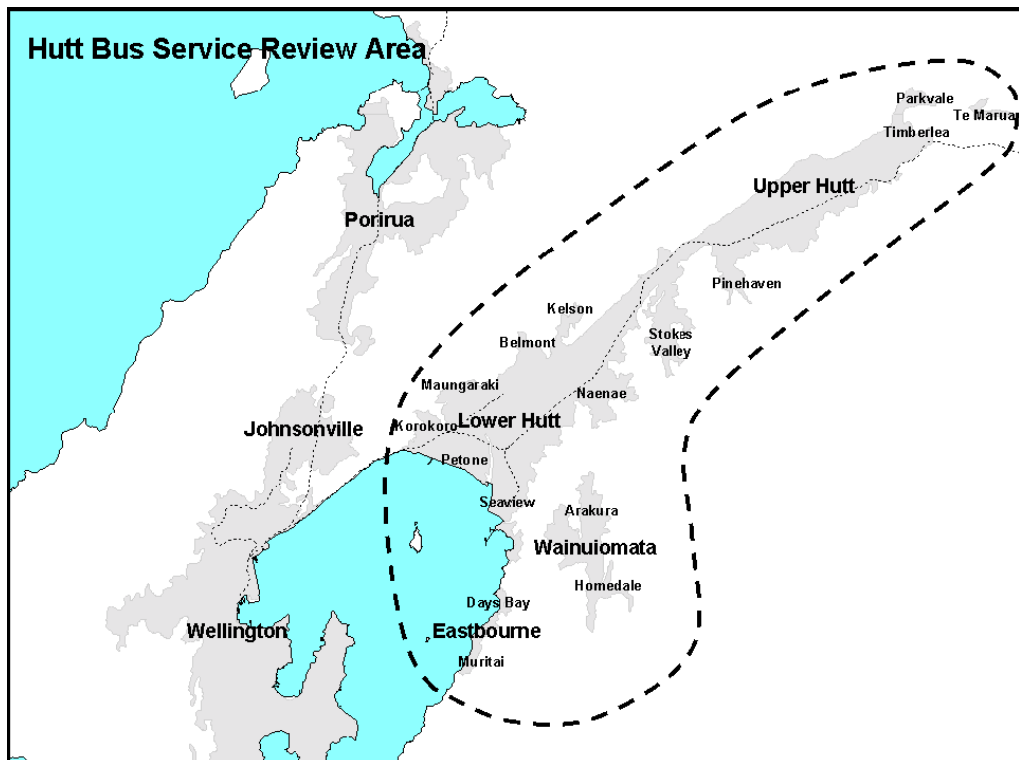 Hutt Bus Service Review Area
Parkvale
Te Marua
Timberlea
Upper Hutt
Porirua
Pinehaven
Kelson
Stokes
Valley
Belmont
Maungaraki
Naenae
Korokoro
Lower Hutt
Johnsonville
Petone
Seaview
Arakura
Wainuiomata
Homedale
Days Bay
Wellington
Eastbourne
Muritai